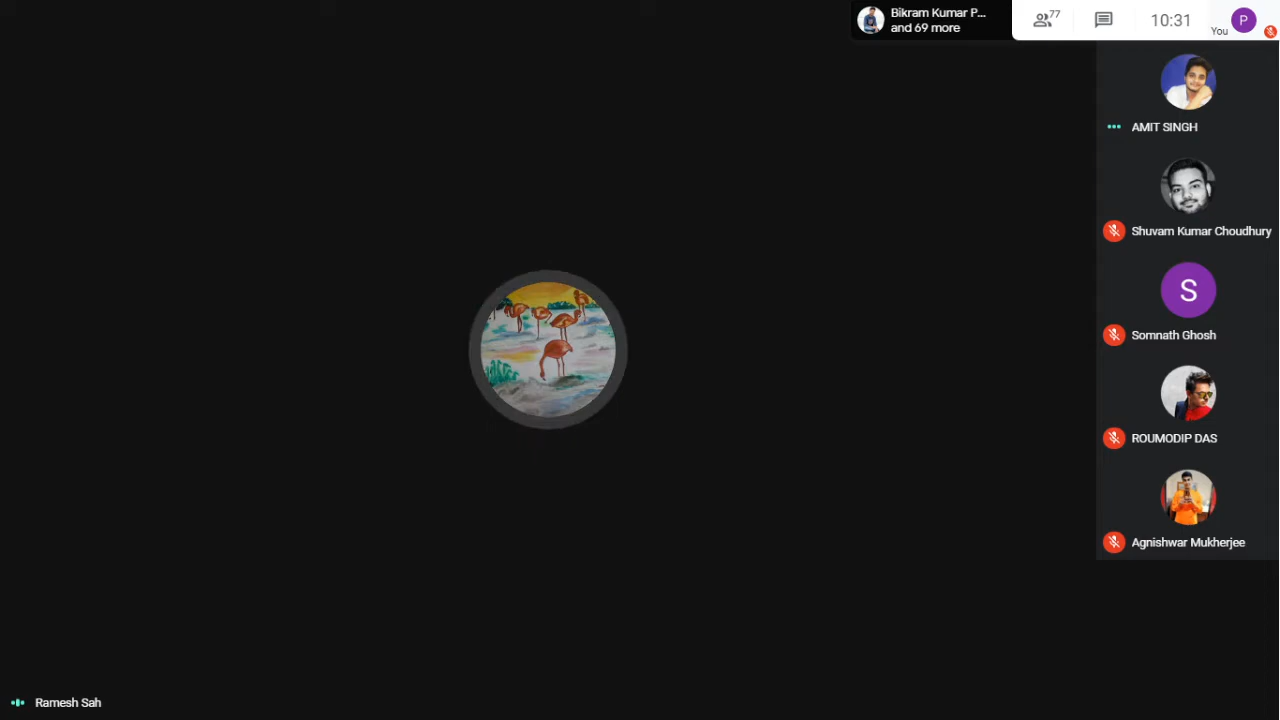 Bikram Kumar P...
and 69 more
77
10:31
You
P
AMIT SINGH
Shuvam Kumar Choudhury
S
Somnath Ghosh
ROUMODIP DAS
Agnishwar Mukherjee
Ramesh Sah